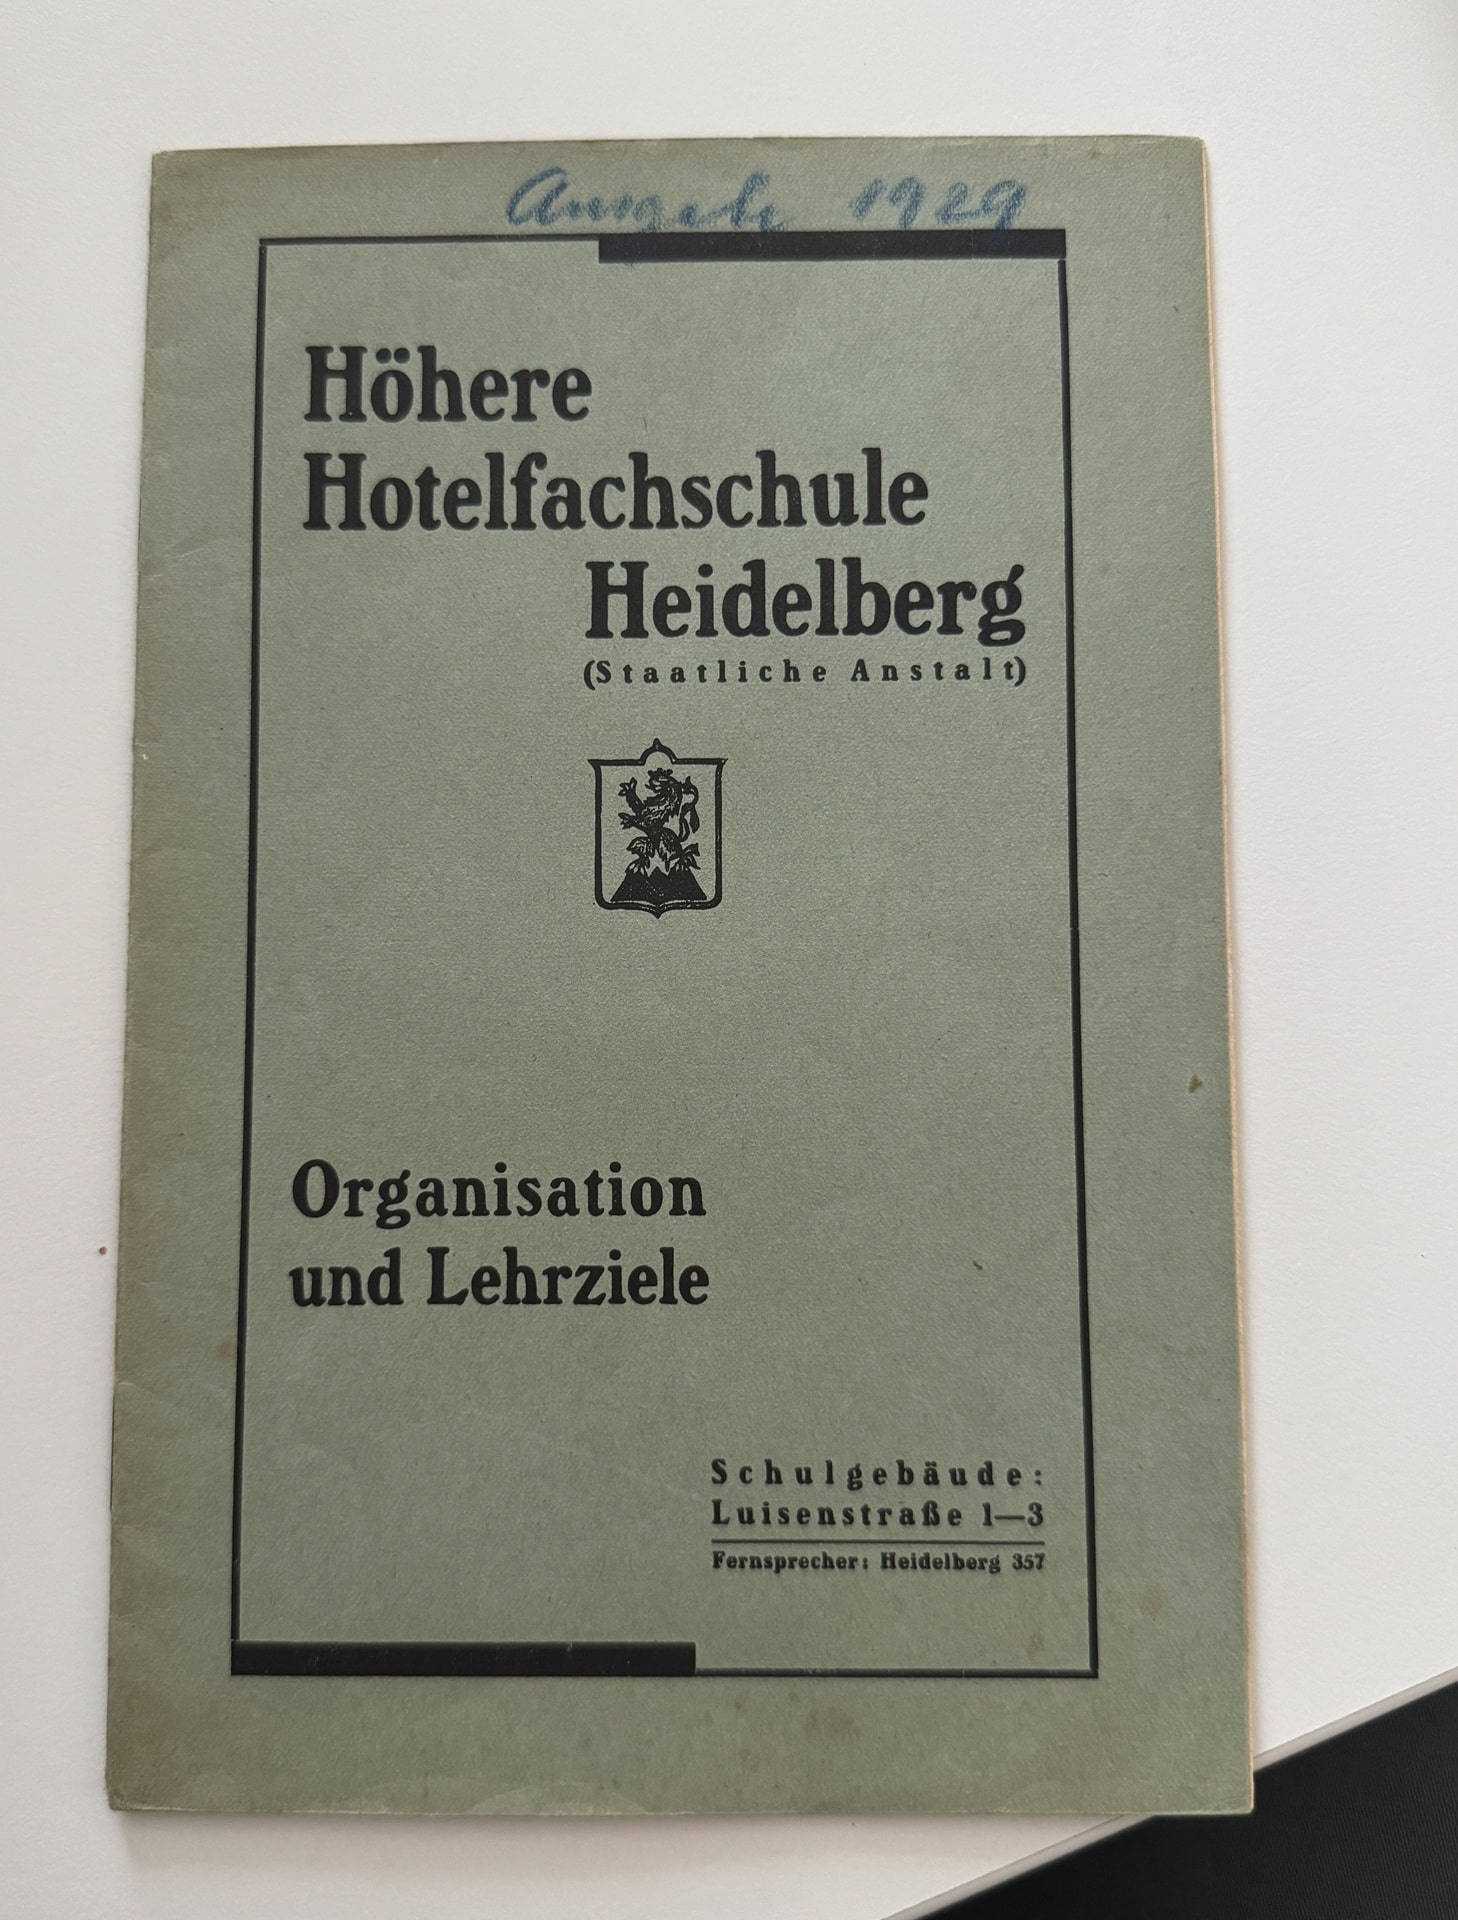 Ausgabe 1929
Höhere
Hotelfachschule
Heidelberg
(Staatliche Anstalt)
Organisation
und Lehrziele
Schulgebäude:
Luisenstraße 1—3
Fernsprecher: Heidelberg 357